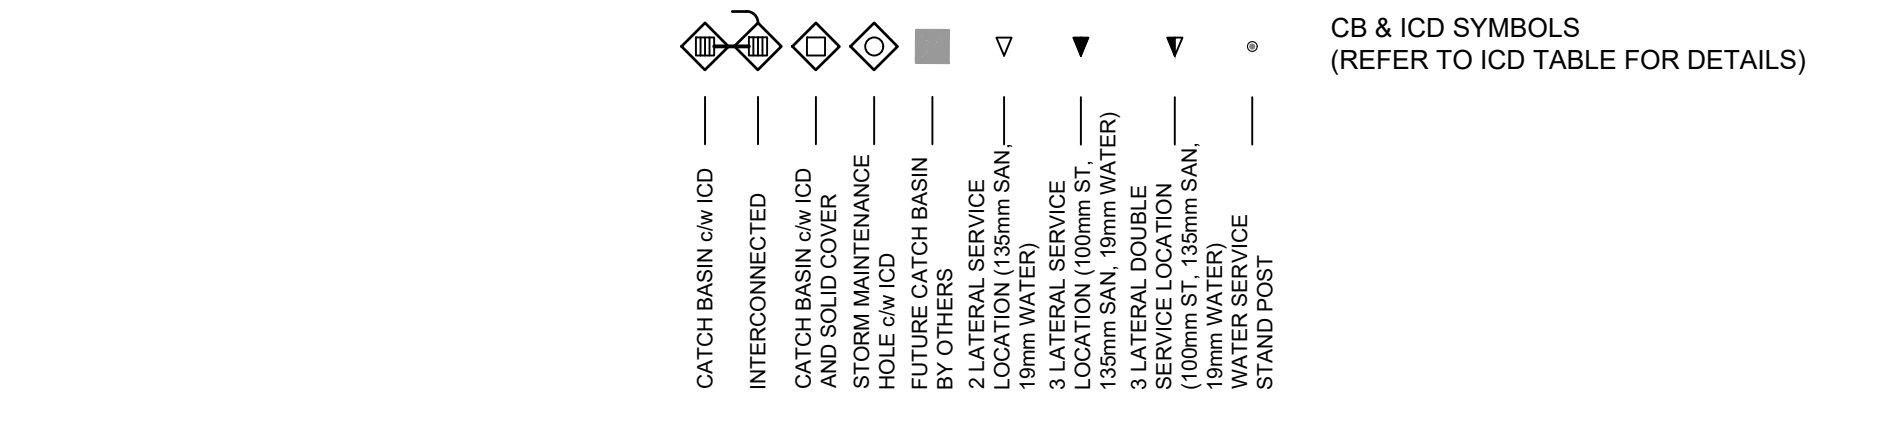 CB & ICD SYMBOLS
(REFER TO ICD TABLE FOR DETAILS)
CATCH BASIN c/w ICD
INTERCONNECTED
CATCH BASIN c/w ICD
AND SOLID COVER
STORM MAINTENANCE
HOLE c/w ICD
FUTURE CATCH BASIN
BY OTHERS
2 LATERAL SERVICE
LOCATION (135mm SAN,
19mm WATER)
3 LATERAL SERVICE
LOCATION (100mm ST,
135mm SAN, 19mm WATER)
3 LATERAL DOUBLE
SERVICE LOCATION
(100mm ST, 135mm SAN,
19mm WATER)
WATER SERVICE
STAND POST